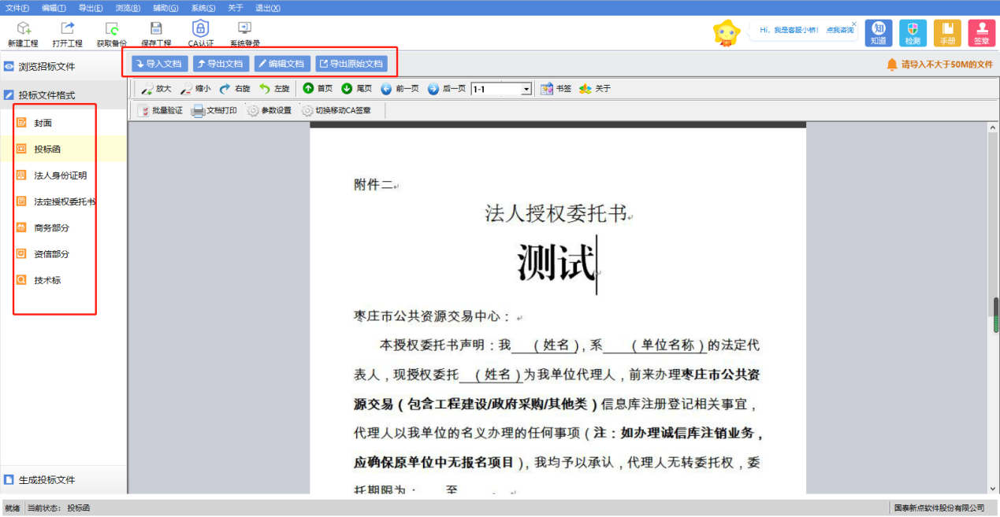 文件(F) 编辑(T) 导出(E) 浏览(B) 辅助(G) 系统(S) 关于 退出(X)
新建工程 打开工程 获取备份 保存工程 CA认证 系统登录
Hi，我是客服小桥! 点我咨询
知 知道 检测 手册 签章
浏览招标文件
导入文档 导出文档 编辑文档 导出原始文档
请导入不大于50M的文件
投标文件格式
放大 缩小 右旋 左旋 首页 尾页 前一页 后一页 1-1 书签 关于
批量验证 文档打印 参数设置 切换移动CA签章
封面
投标函
法人身份证明
法定授权委托书
商务部分
资信部分
技术标
附件二
法人授权委托书
测试
枣庄市公共资源交易中心：
本授权委托书声明：我 （姓名），系 （单位名称）的法定代
表人，现授权委托 （姓名）为我单位代理人，前来办理枣庄市公共资
源交易（包含工程建设/政府采购/其他类）信息库注册登记相关事宜，
代理人以我单位的名义办理的任何事项（注：如办理诚信库注销业务，
应确保原单位中无报名项目），我均予以承认，代理人无转委托权，委
托期限为： 至 。
生成投标文件
就绪 当前状态： 投标函 国泰新点软件股份有限公司